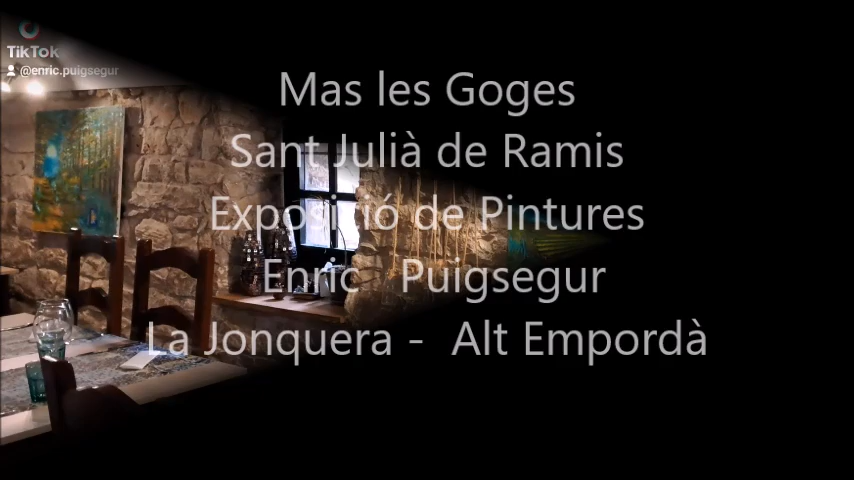 TikTok
@enric.puigsegur
Mas les Goges
Sant Julià de Ramis
Exposició de Pintures
Enric Puigsegur
La Jonquera - Alt Empordà